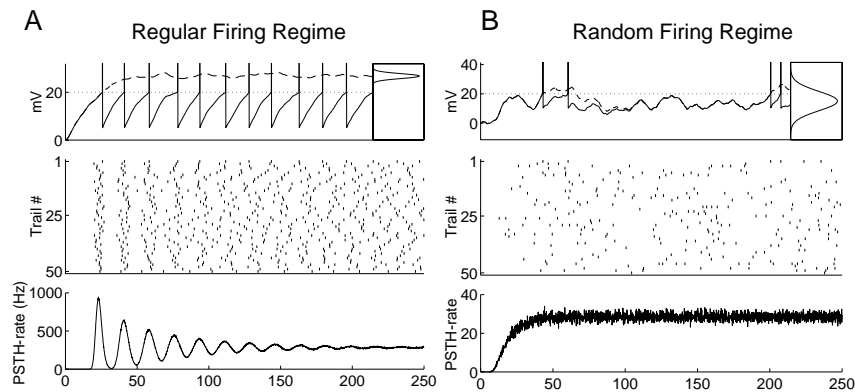 A
Regular Firing Regime
mV
20
0
Trail #
1
25
50
PSTH-rate (Hz)
1000
500
0
0 50 100 150 200 250
B
Random Firing Regime
mV
40
20
0
Trail #
1
25
50
PSTH-rate
40
20
0
0 50 100 150 200 250